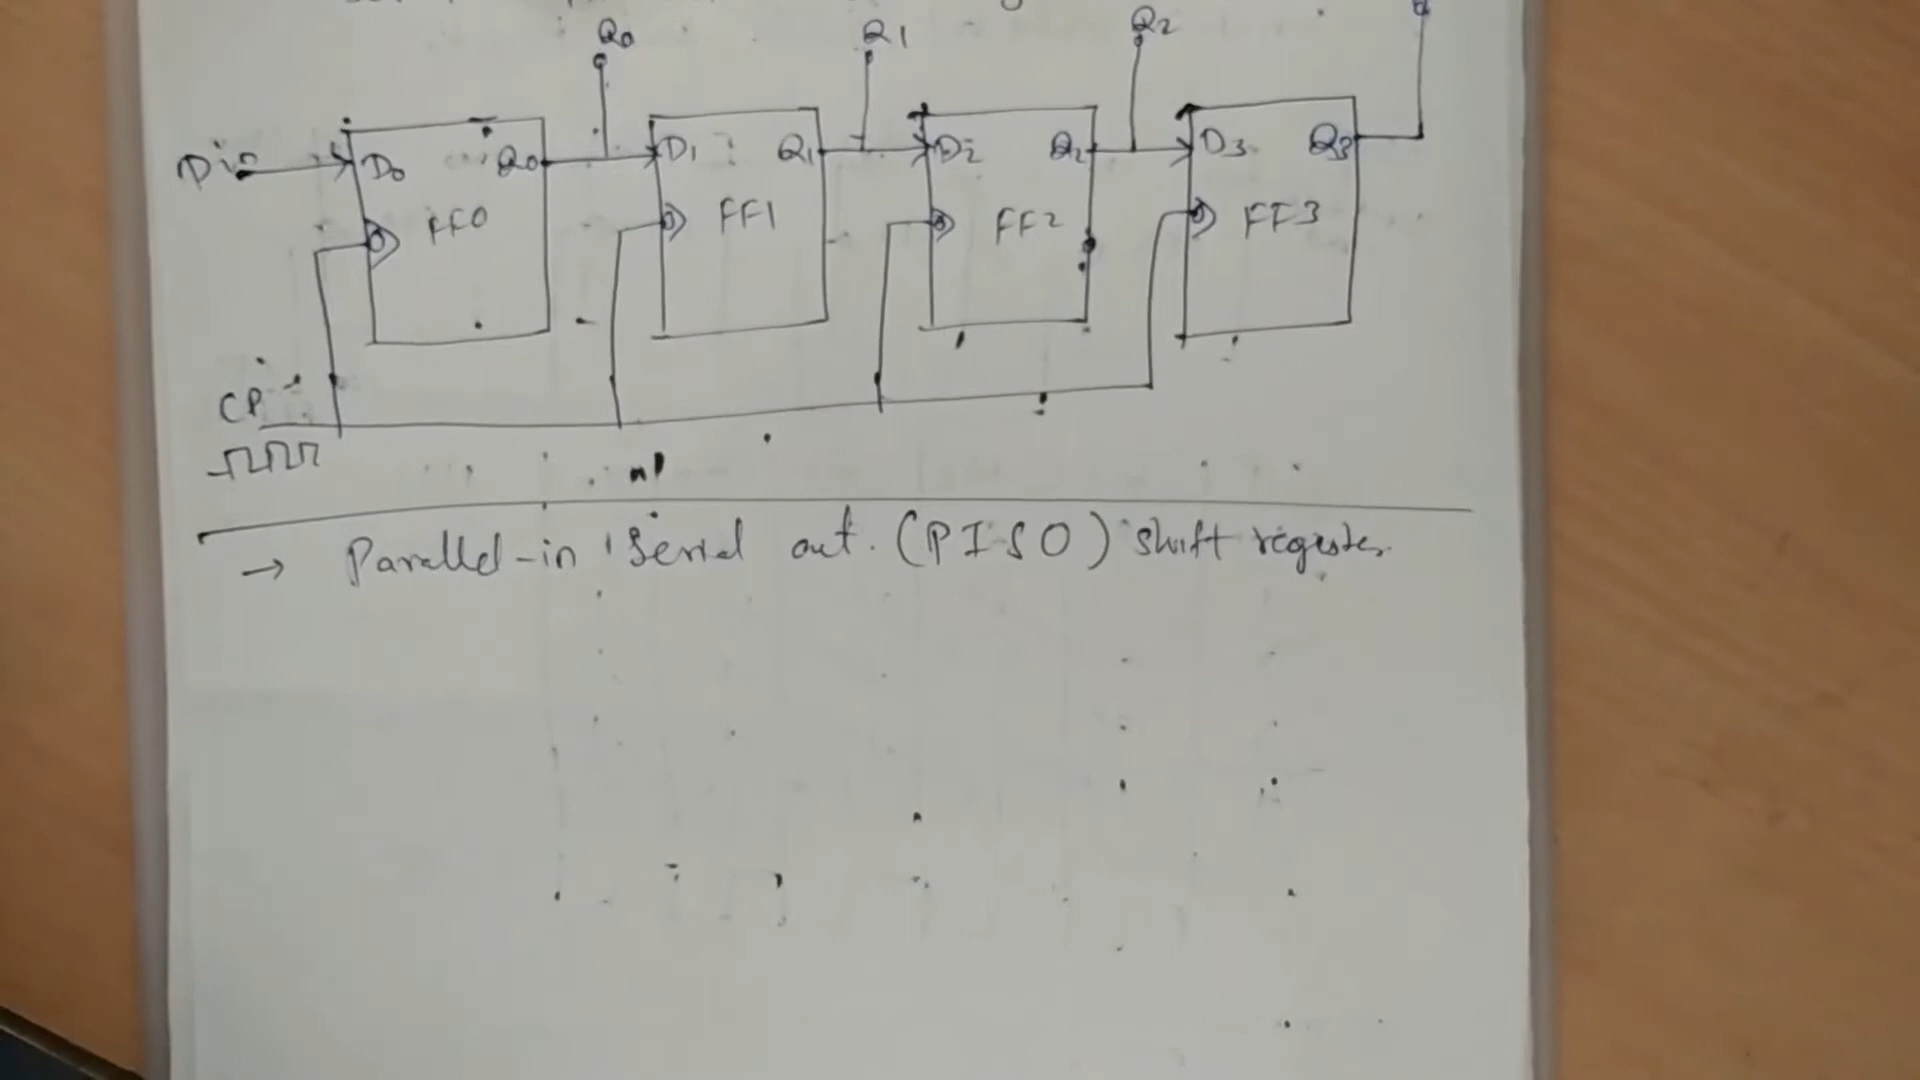 Q0 Q1 Q2
Din D0 Q0 D1 Q1 D2 Q2 D3 Q3
FF0 FF1 FF2 FF3
CP
→ Parallel-in Serial out. (PISO) shift register